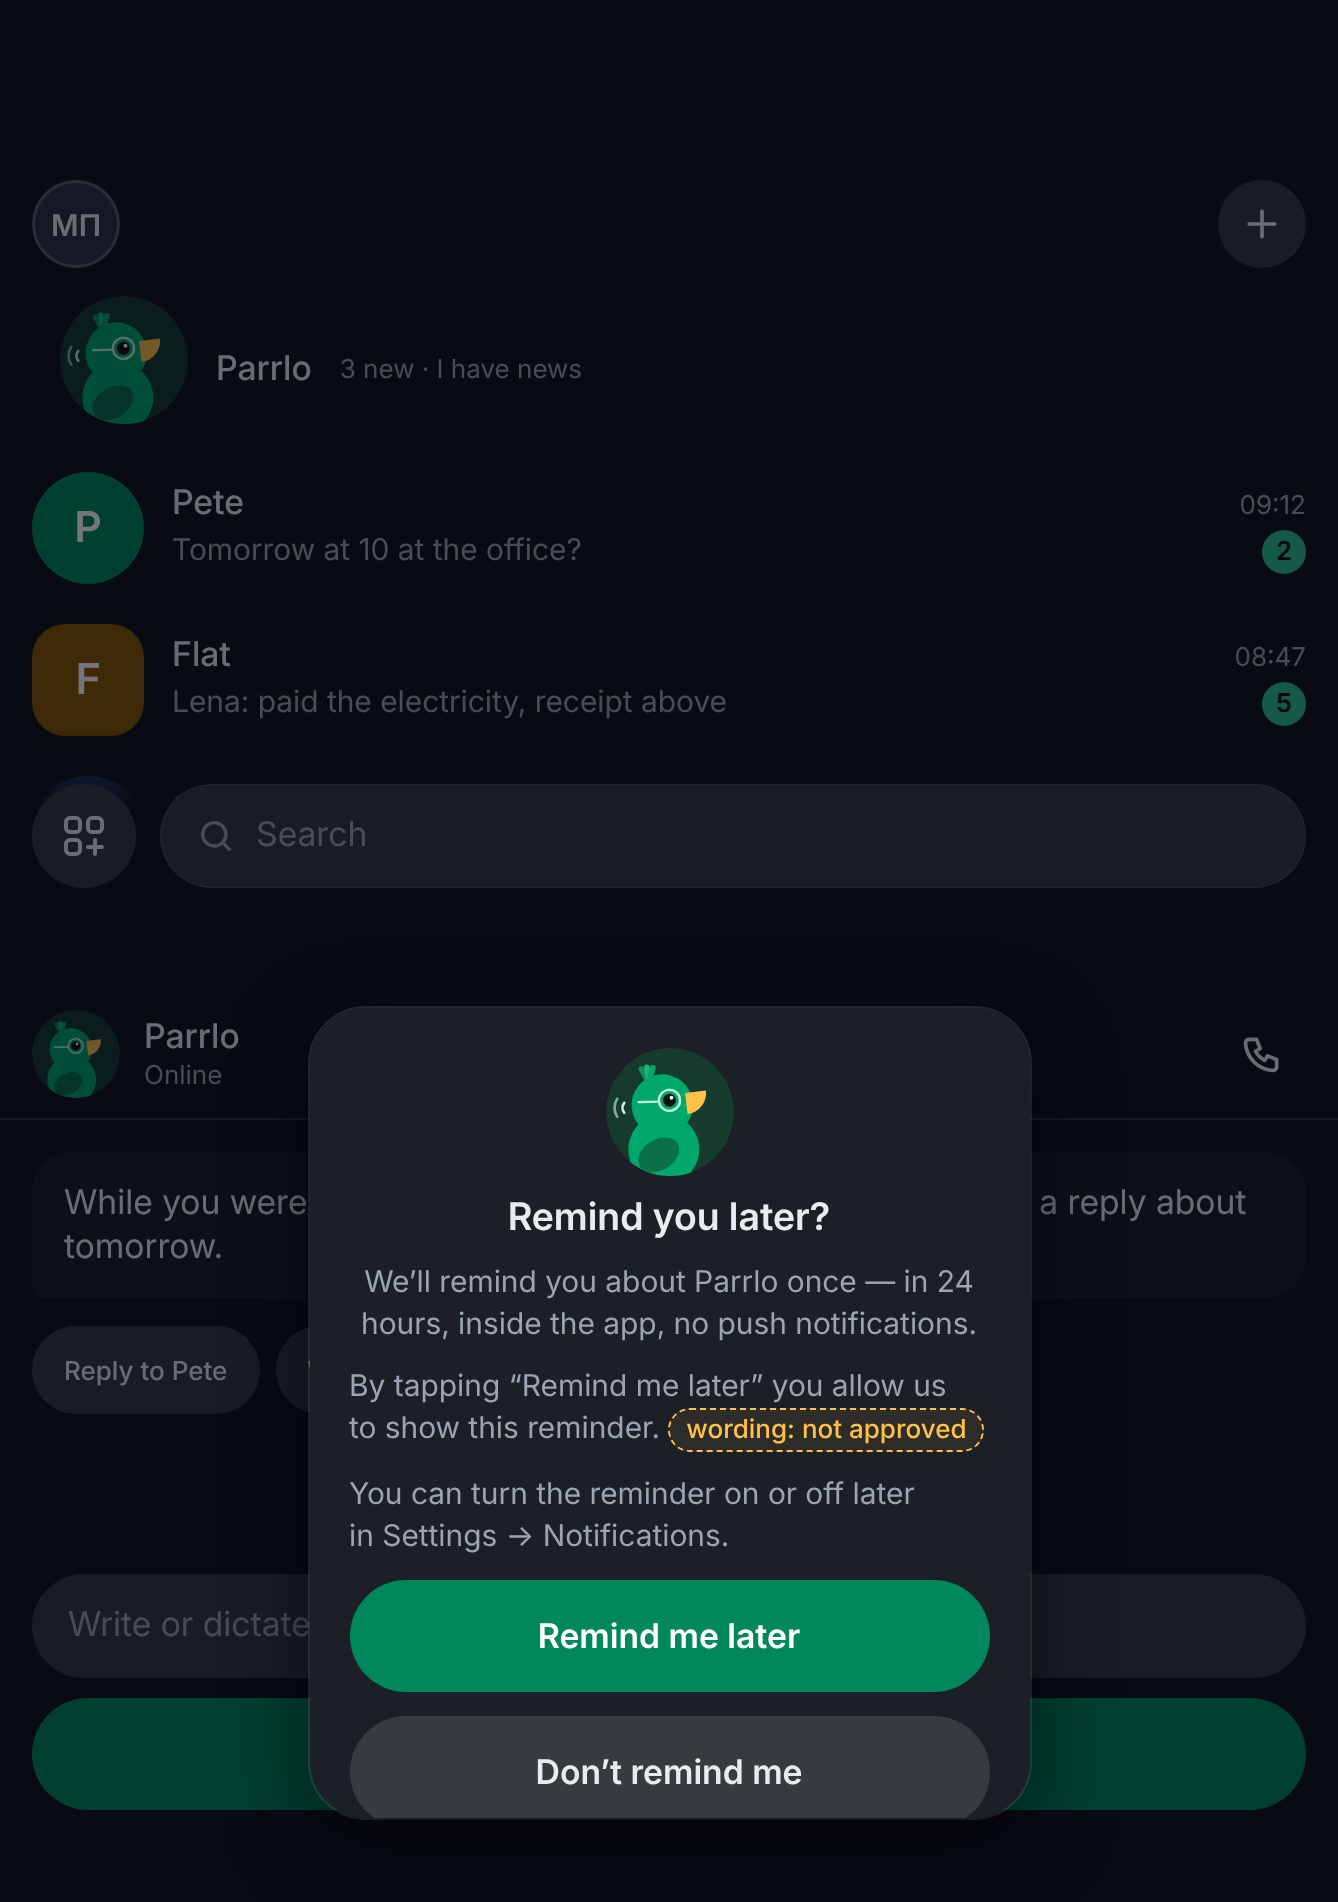 МП
Parrlo 3 new · I have news
P
Pete
09:12
Tomorrow at 10 at the office?
2
F
Flat
08:47
Lena: paid the electricity, receipt above
5
Search
Parrlo
Online
While you were
a reply about
tomorrow.
Reply to Pete
Remind you later?
We’ll remind you about Parrlo once — in 24
hours, inside the app, no push notifications.
By tapping “Remind me later” you allow us
to show this reminder. wording: not approved
You can turn the reminder on or off later
in Settings → Notifications.
Write or dictate
Remind me later
Don’t remind me